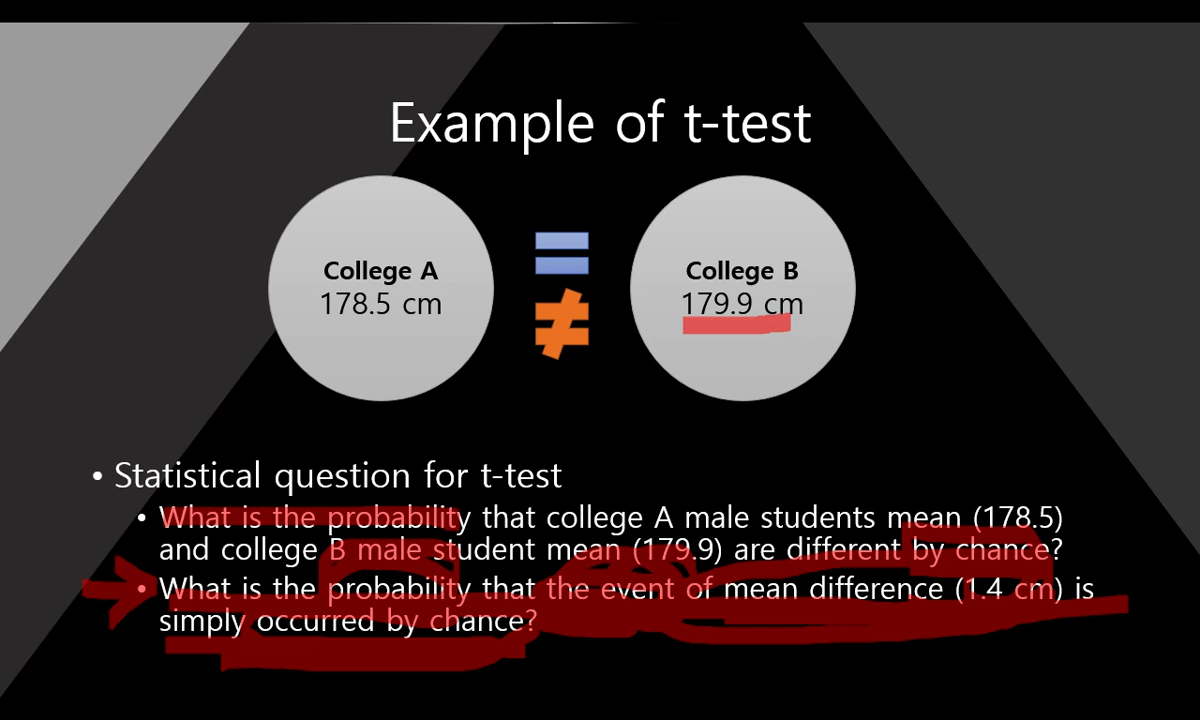 Example of t-test
College A
178.5 cm
=
≠
College B
179.9 cm
• Statistical question for t-test
• What is the probability that college A male students mean (178.5)
and college B male student mean (179.9) are different by chance?
• What is the probability that the event of mean difference (1.4 cm) is
simply occurred by chance?